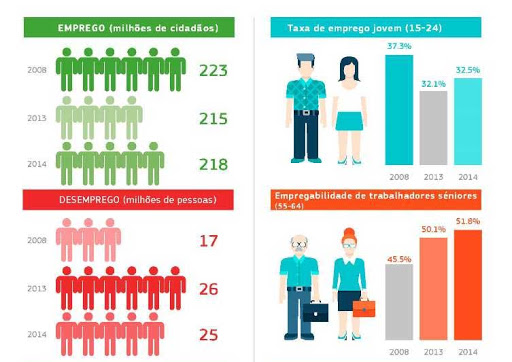 EMPREGO (milhões de cidadãos)
2008 223
2013 215
2014 218
DESEMPREGO (milhões de pessoas)
2008 17
2013 26
2014 25
Taxa de emprego jovem (15-24)
37.3%
32.1%
32.5%
2008 2013 2014
Empregabilidade de trabalhadores séniores
(55-64)
45.5%
50.1%
51.8%
2008 2013 2014